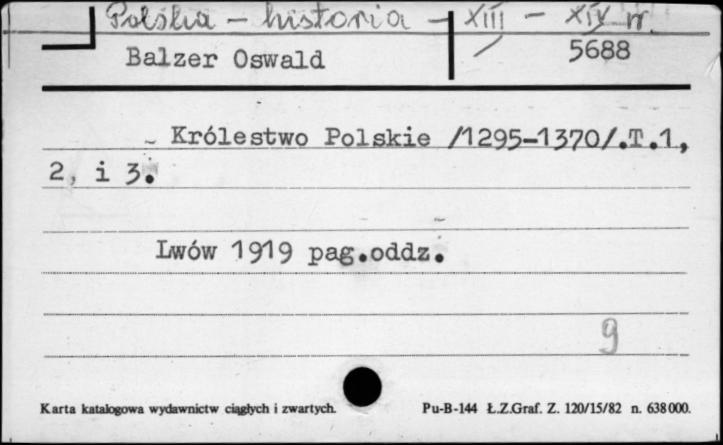 Polska - historia - XIII - XIV w.
Balzer Oswald 5688
Królestwo Polskie /1295-1370/.T.1,
2, i 3.
Lwów 1919 pag.oddz.
9
Karta katalogowa wydawnictw ciągłych i zwartych. Pu-B-144 Ł.Z.Graf. Z. 120/15/82 n. 638000.